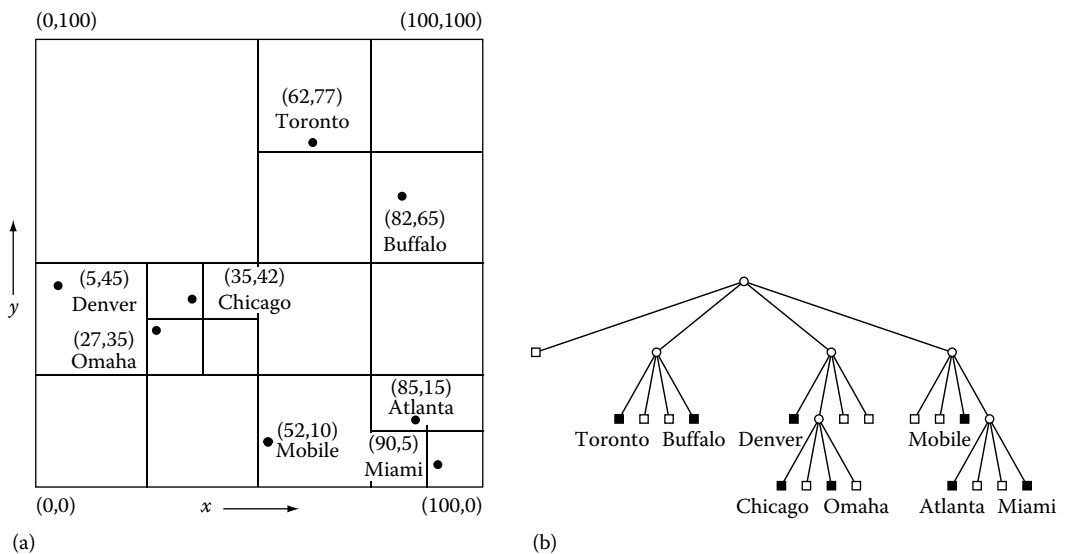 (0,100) (100,100)
(62,77)
Toronto
(82,65)
Buffalo
(5,45) (35,42)
Denver Chicago
y
(27,35)
Omaha
(85,15)
Atlanta
(52,10) (90,5)
Mobile Miami
(0,0) x (100,0)
(a)
Toronto Buffalo Denver Mobile
Chicago Omaha Atlanta Miami
(b)